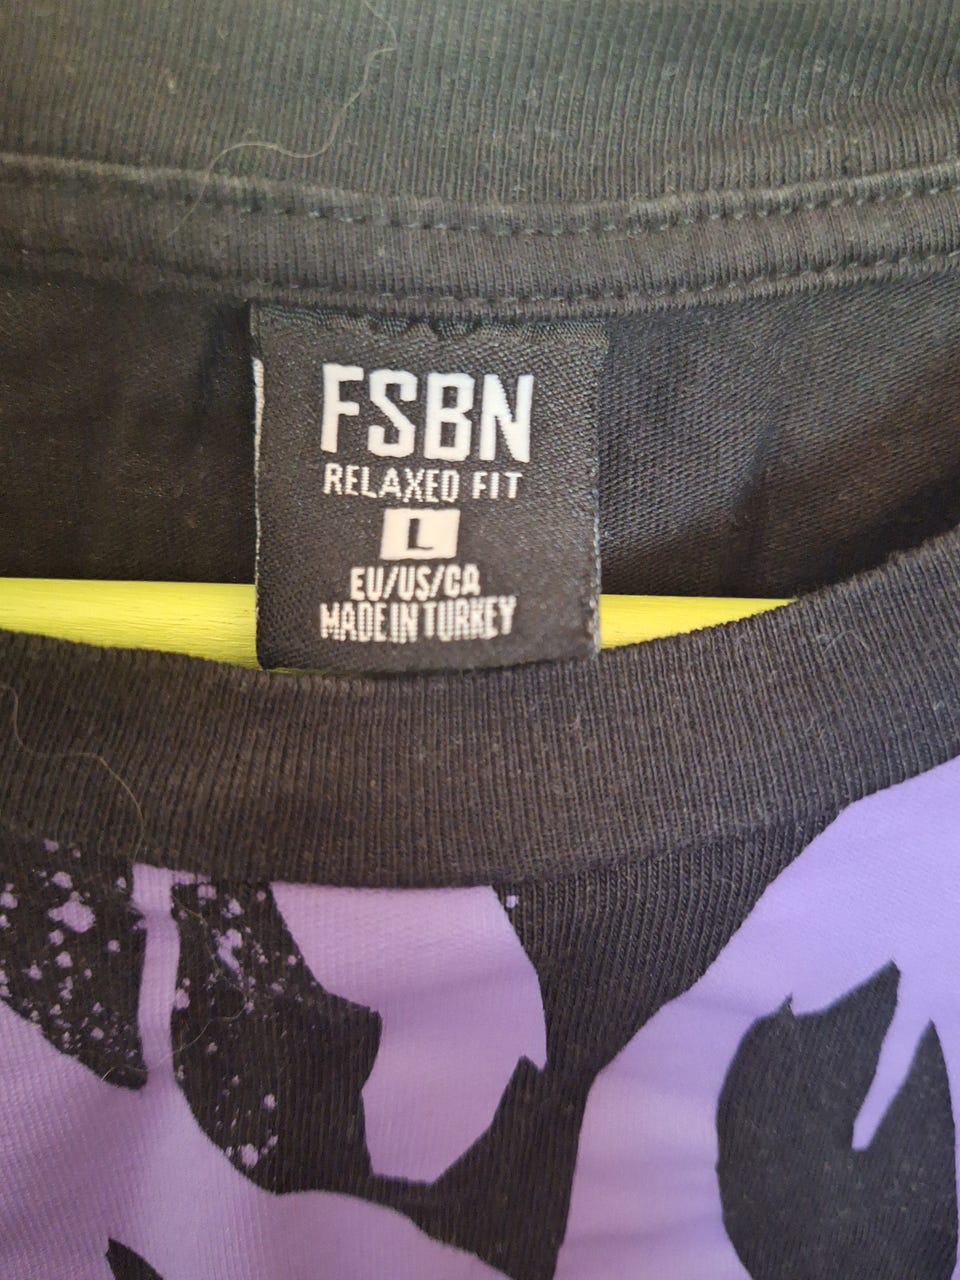 FSBN
RELAXED FIT
L
EU/US/CA
MADE IN TURKEY